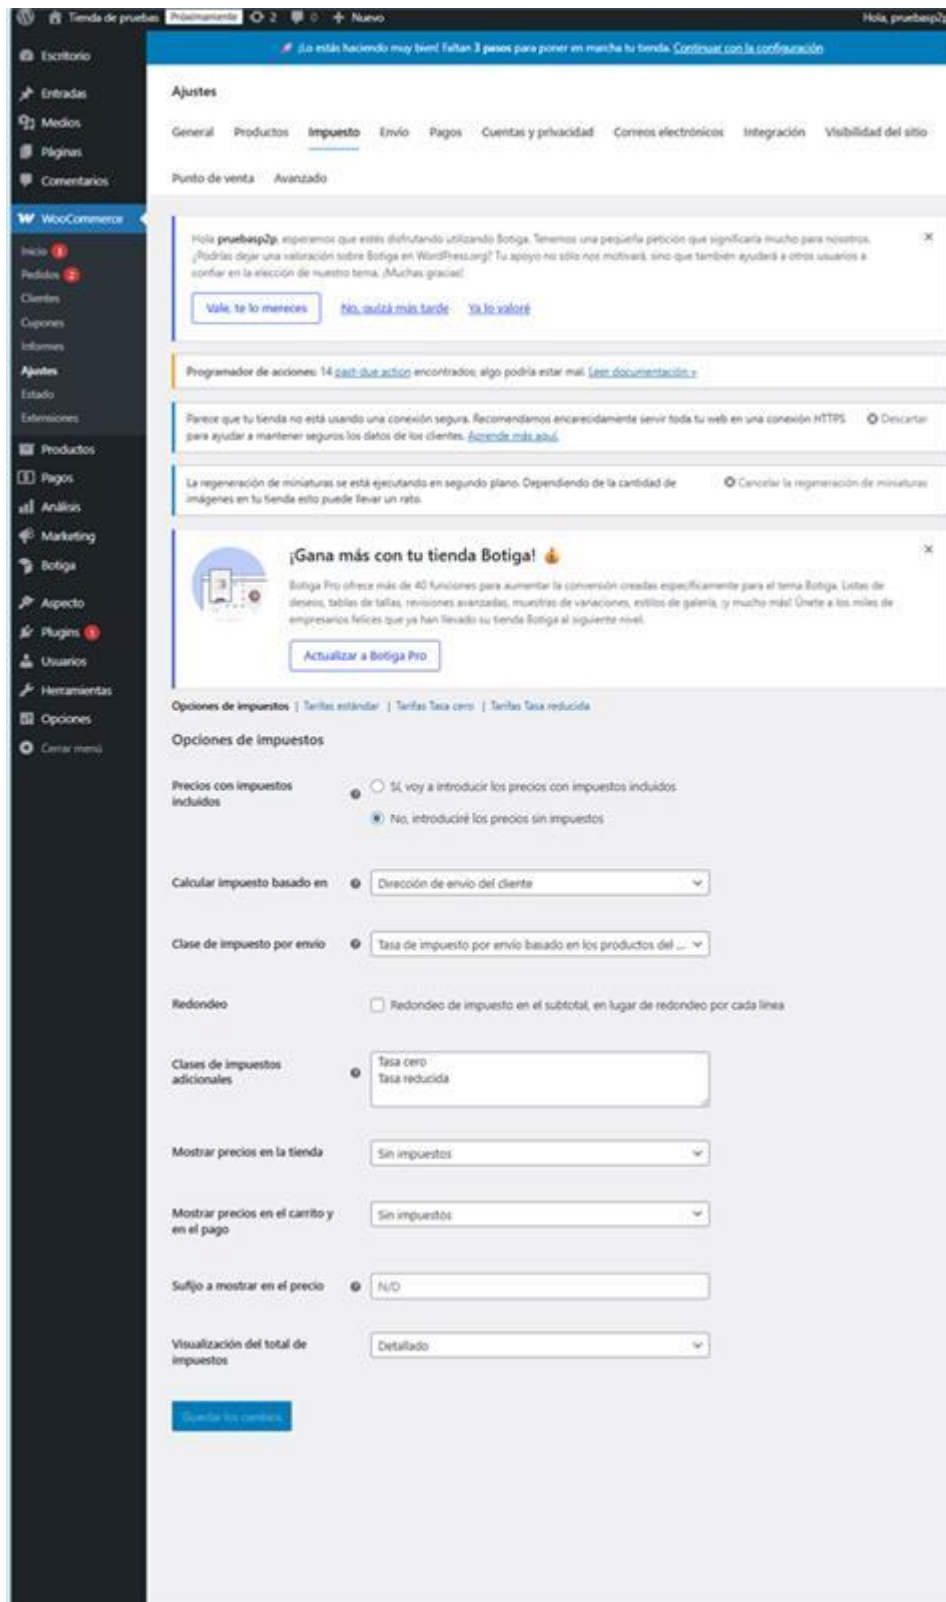 Tienda de pruebas Próximamente 2 0 + Nuevo Hola, pruebasp2p
¡Lo estás haciendo muy bien! Faltan 3 pasos para poner en marcha tu tienda. Continuar con la configuración
Escritorio
Entradas
Medios
Páginas
Comentarios
WooCommerce
Inicio
Pedidos 2
Clientes
Cupones
Informes
Ajustes
Estado
Extensiones
Productos
Pagos
Análisis
Marketing
Botiga
Aspecto
Plugins 1
Usuarios
Herramientas
Opciones
Cerrar menú
Ajustes
General Productos Impuesto Envío Pagos Cuentas y privacidad Correos electrónicos Integración Visibilidad del sitio
Punto de venta Avanzado
Hola pruebasp2p, esperamos que estés disfrutando utilizando Botiga. Tenemos una pequeña petición que significaría mucho para nosotros.
¿Podrías dejar una valoración sobre Botiga en WordPress.org? Tu apoyo no sólo nos motivará, sino que también ayudará a otros usuarios a
confiar en la elección de nuestro tema. ¡Muchas gracias!
Vale, te lo mereces No, quizá más tarde Ya lo valoré
Programador de acciones: 14 past-due action encontrados; algo podría estar mal. Leer documentación »
Parece que tu tienda no está usando una conexión segura. Recomendamos encarecidamente servir toda tu web en una conexión HTTPS
para ayudar a mantener seguros los datos de los clientes. Aprende más aquí.
Descartar
La regeneración de miniaturas se está ejecutando en segundo plano. Dependiendo de la cantidad de
imágenes en tu tienda esto puede llevar un rato.
Cancelar la regeneración de miniaturas
¡Gana más con tu tienda Botiga!
Botiga Pro ofrece más de 40 funciones para aumentar la conversión creadas específicamente para el tema Botiga. Listas de
deseos, tablas de tallas, revisiones avanzadas, muestras de variaciones, estilos de galería, ¡y mucho más! Únete a los miles de
empresarios felices que ya han llevado su tienda Botiga al siguiente nivel.
Actualizar a Botiga Pro
Opciones de impuestos | Tarifas estándar | Tarifas Tasa cero | Tarifas Tasa reducida
Opciones de impuestos
Precios con impuestos
incluidos
Sí, voy a introducir los precios con impuestos incluidos
No, introduciré los precios sin impuestos
Calcular impuesto basado en
Dirección de envío del cliente
Clase de impuesto por envío
Tasa de impuesto por envío basado en los productos del ...
Redondeo
Redondeo de impuesto en el subtotal, en lugar de redondeo por cada línea
Clases de impuestos
adicionales
Tasa cero
Tasa reducida
Mostrar precios en la tienda
Sin impuestos
Mostrar precios en el carrito y
en el pago
Sin impuestos
Sufijo a mostrar en el precio
N/D
Visualización del total de
impuestos
Detallado
Guardar los cambios